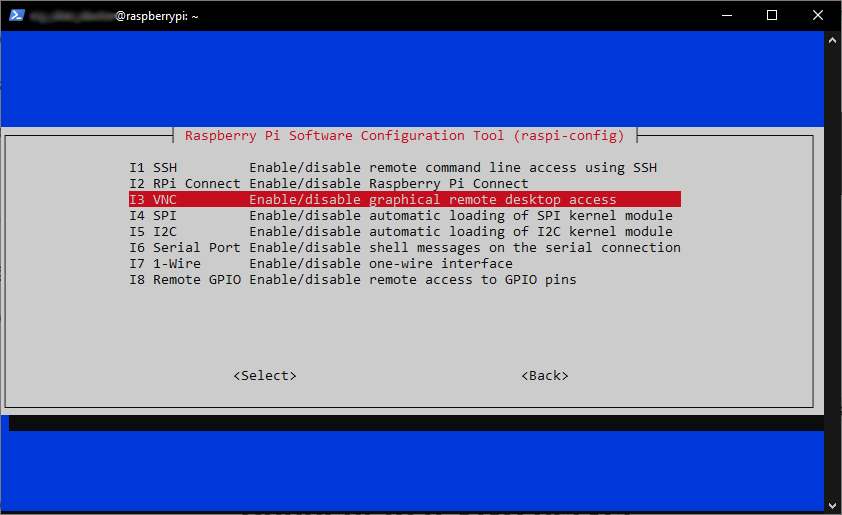 @raspberrypi: ~
Raspberry Pi Software Configuration Tool (raspi-config)
I1 SSH Enable/disable remote command line access using SSH
I2 RPi Connect Enable/disable Raspberry Pi Connect
I3 VNC Enable/disable graphical remote desktop access
I4 SPI Enable/disable automatic loading of SPI kernel module
I5 I2C Enable/disable automatic loading of I2C kernel module
I6 Serial Port Enable/disable shell messages on the serial connection
I7 1-Wire Enable/disable one-wire interface
I8 Remote GPIO Enable/disable remote access to GPIO pins
<Select> <Back>